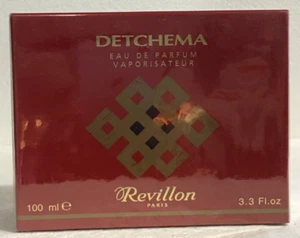 DETCHEMA
EAU DE PARFUM
VAPORISATEUR
Revillon
PARIS
100 ml ℮ 3.3 Fl.oz